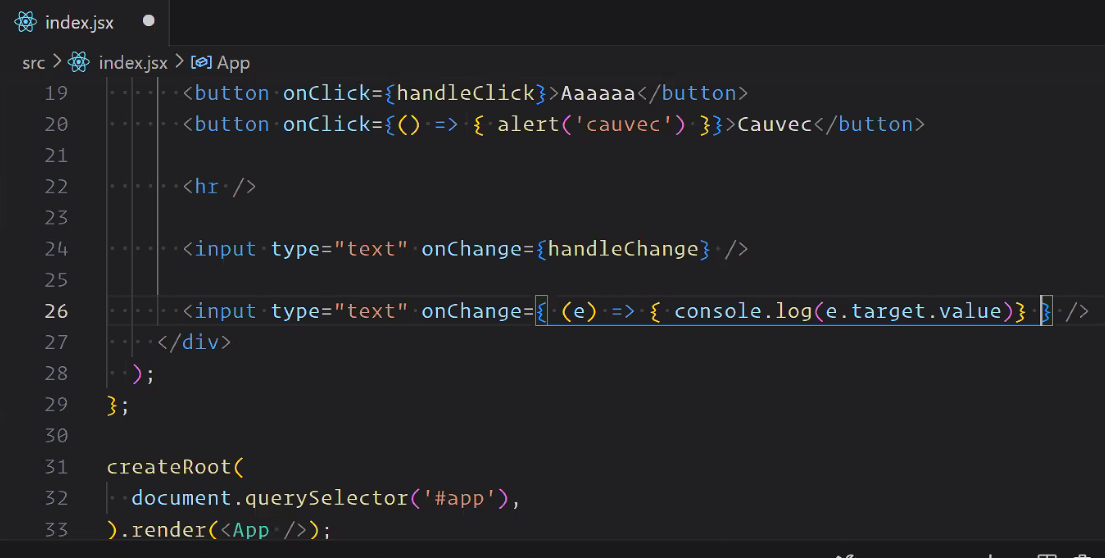 index.jsx
src > index.jsx > App
19 <button onClick={handleClick}>Aaaaaa</button>
20 <button onClick={() => { alert('cauvec') }}>Cauvec</button>
21
22 <hr />
23
24 <input type="text" onChange={handleChange} />
25
26 <input type="text" onChange={ (e) => { console.log(e.target.value)} } />
27 </div>
28 );
29 };
30
31 createRoot(
32 document.querySelector('#app'),
33 ).render(<App />);